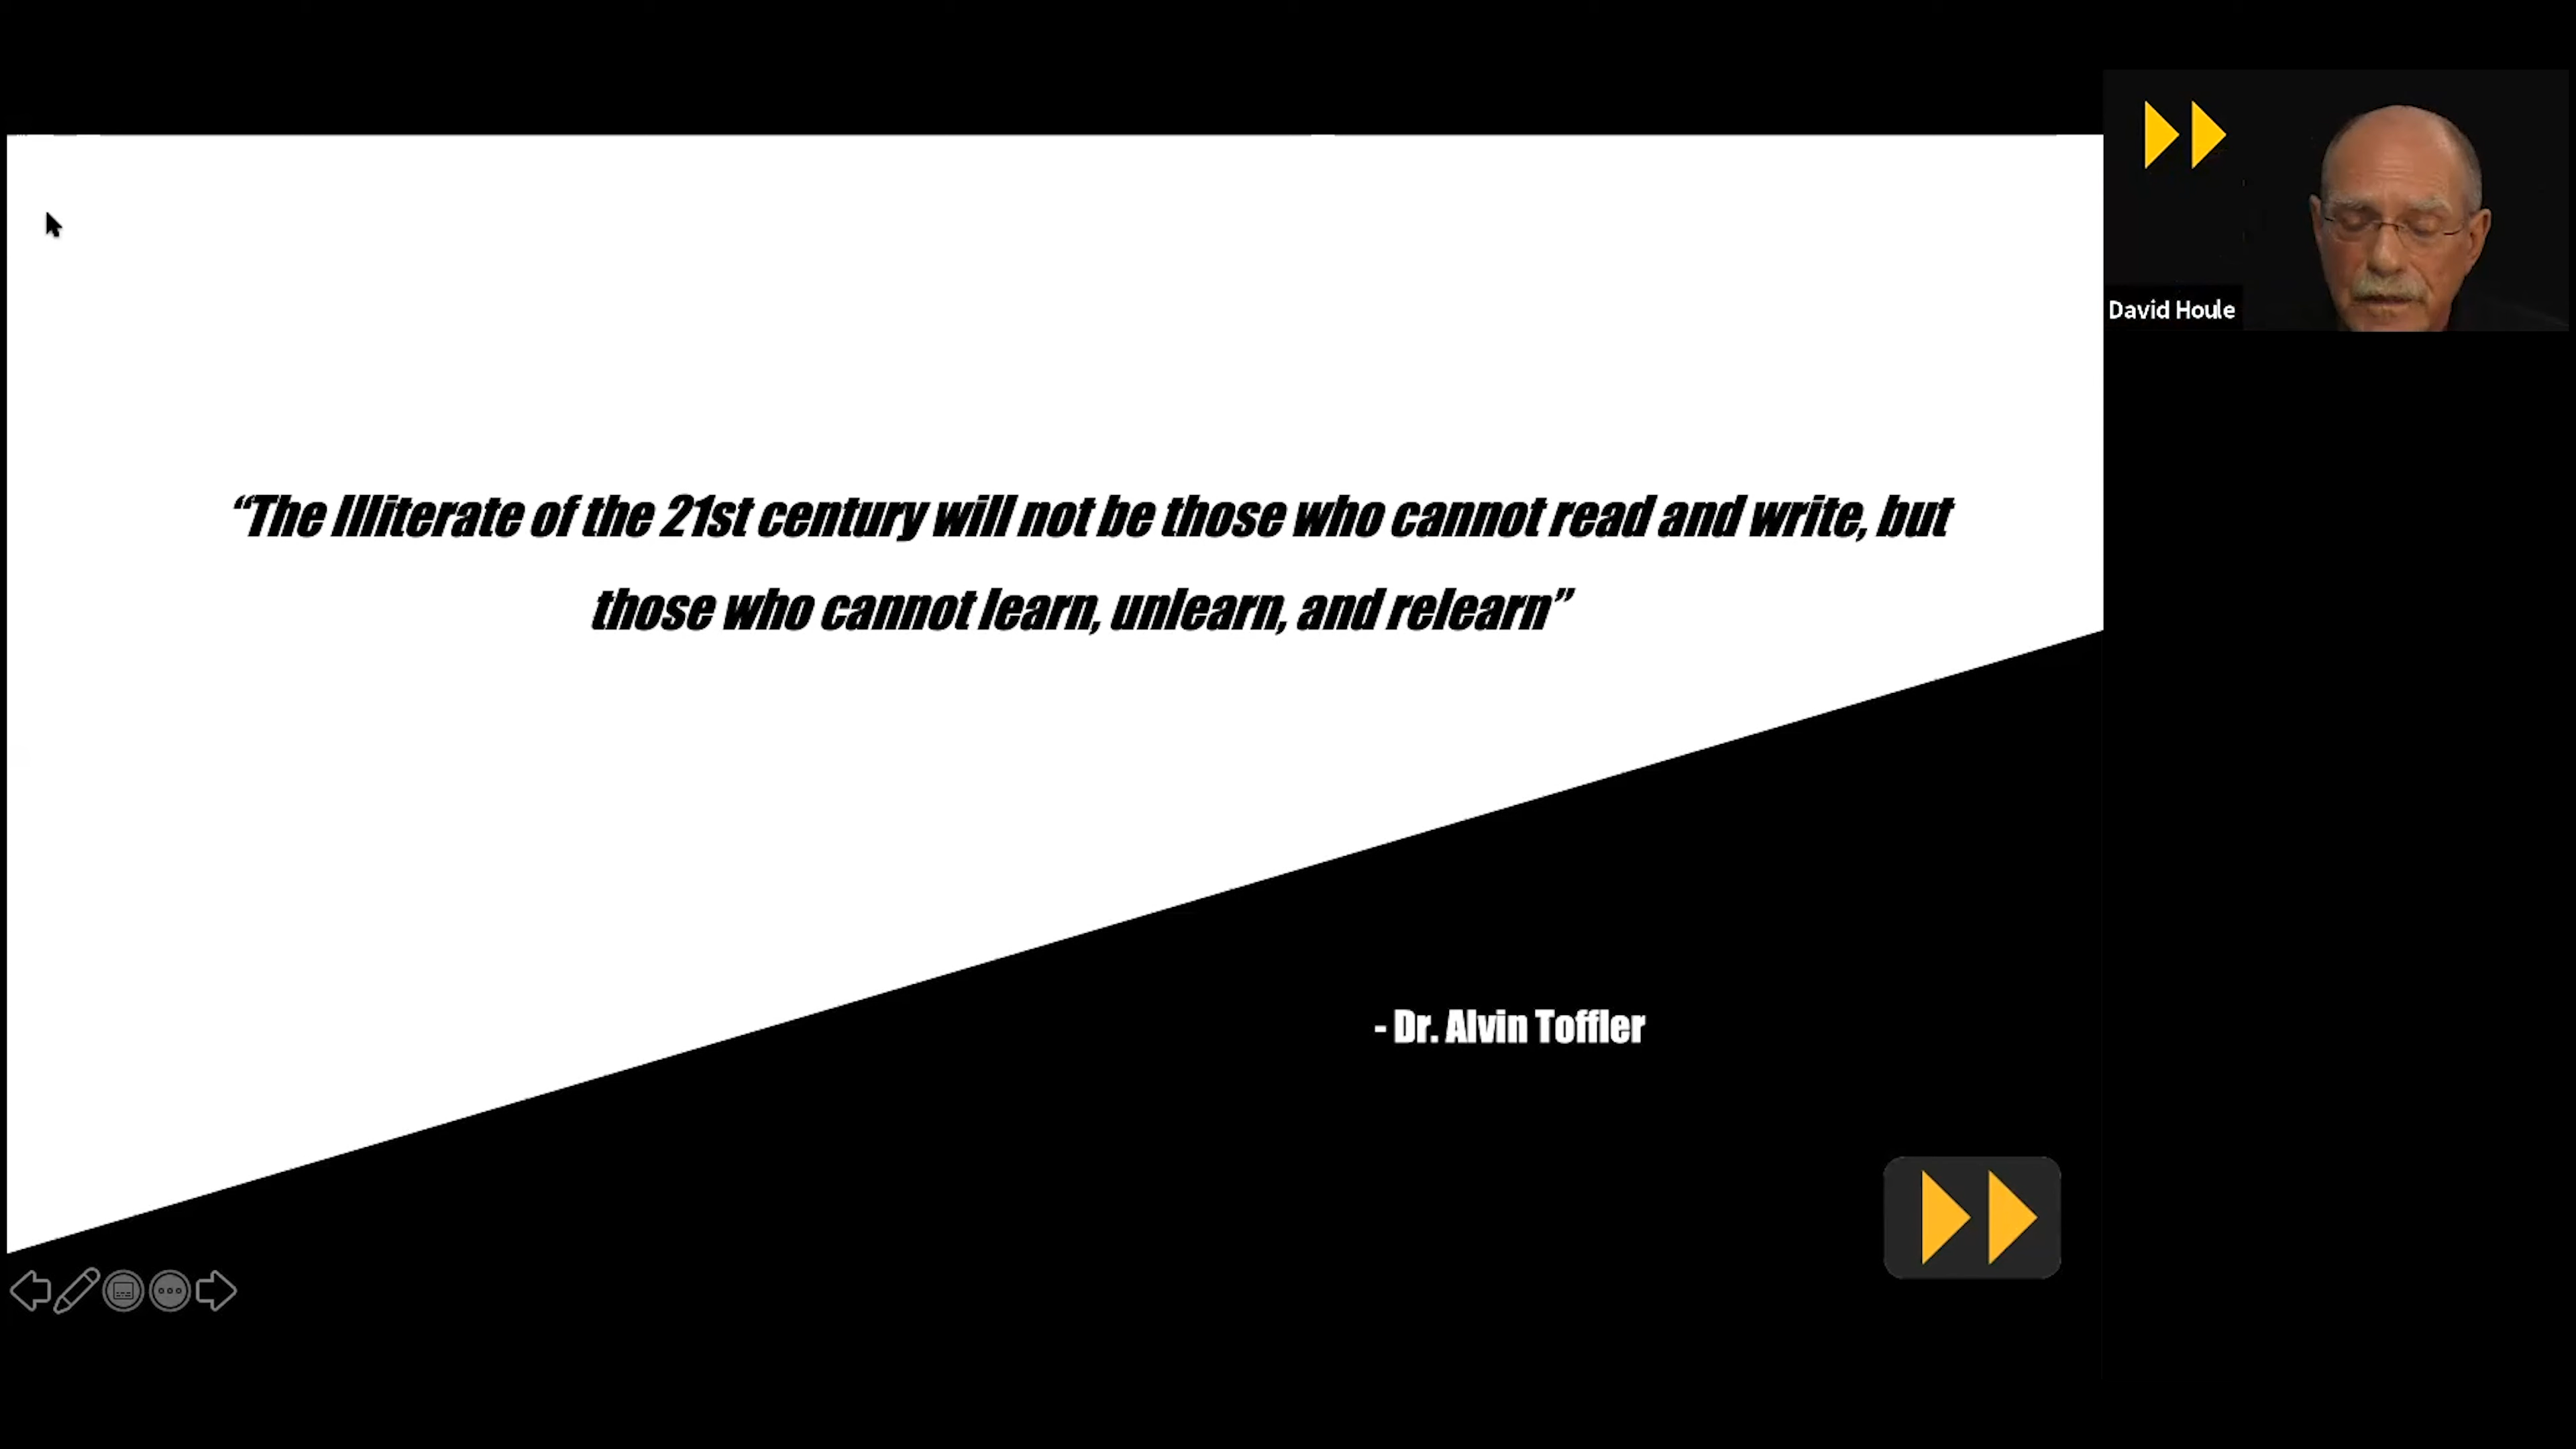 “The Illiterate of the 21st century will not be those who cannot read and write, but
those who cannot learn, unlearn, and relearn”
- Dr. Alvin Toffler
David Houle